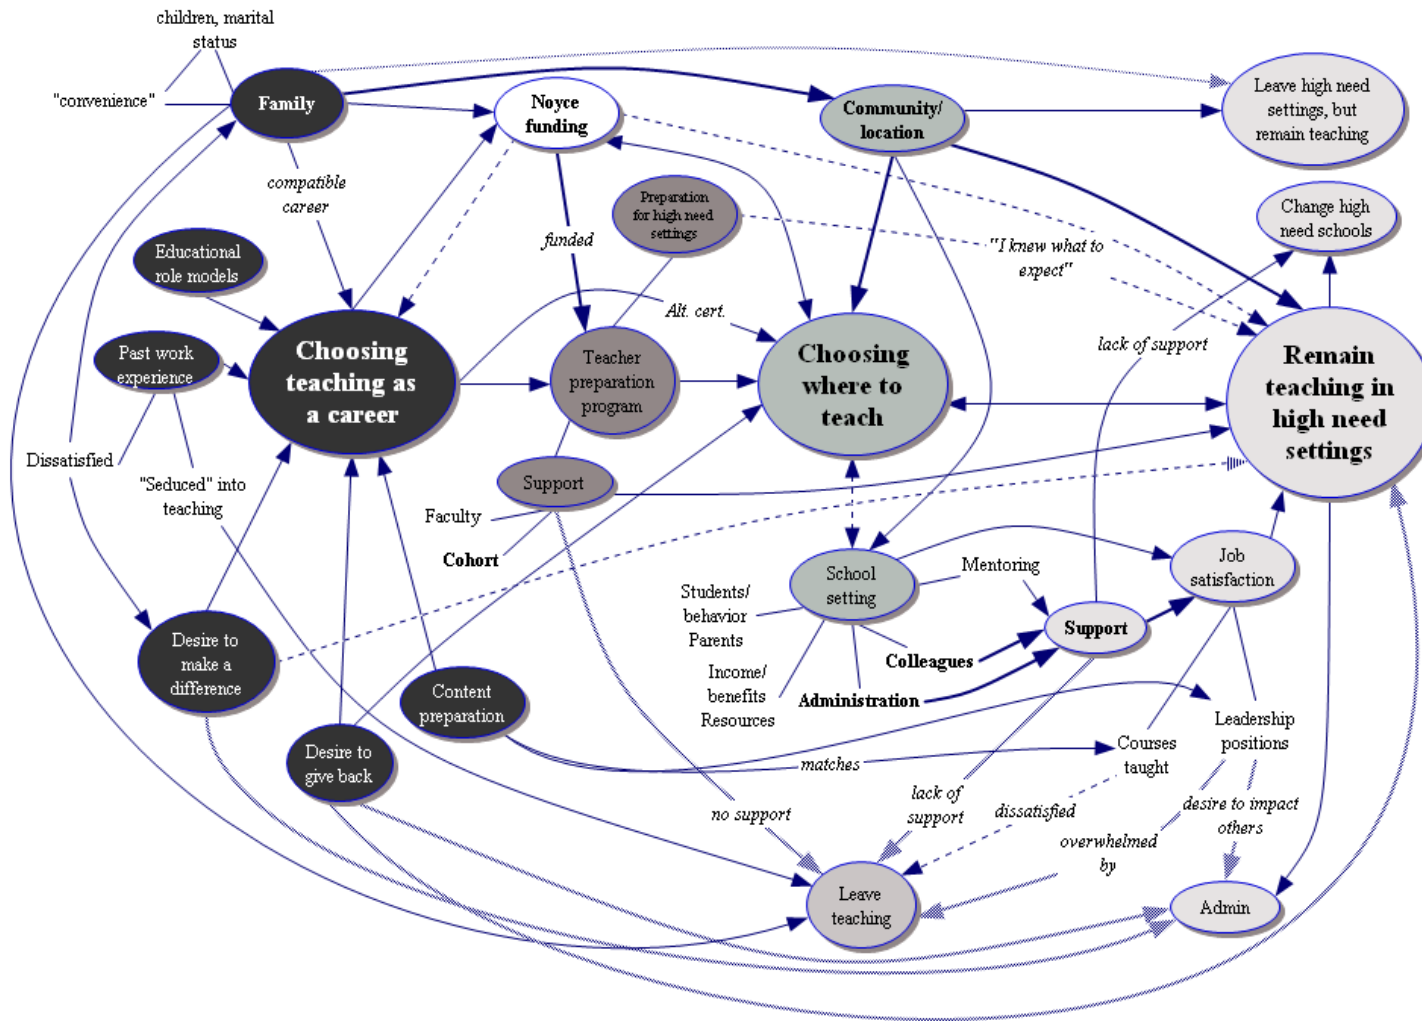 children, marital
status
"convenience"
Family
Noyce
funding
Community/
location
Leave high need
settings, but
remain teaching
compatible
career
Preparation
for high need
settings
Change high
need schools
funded
"I knew what to
expect"
Educational
role models
Alt. cert.
lack of support
Past work
experience
Choosing
teaching as
a career
Teacher
preparation
program
Choosing
where to
teach
Remain
teaching in
high need
settings
Dissatisfied
"Seduced" into
teaching
Support
Faculty
Cohort
School
setting
Mentoring
Job
satisfaction
Students/
behavior
Parents
Support
Desire to
make a
difference
Colleagues
Income/
benefits
Resources
Administration
Content
preparation
Leadership
positions
Courses
taught
Desire to
give back
matches
no support
lack of
support
dissatisfied
desire to impact
others
overwhelmed
by
Leave
teaching
Admin